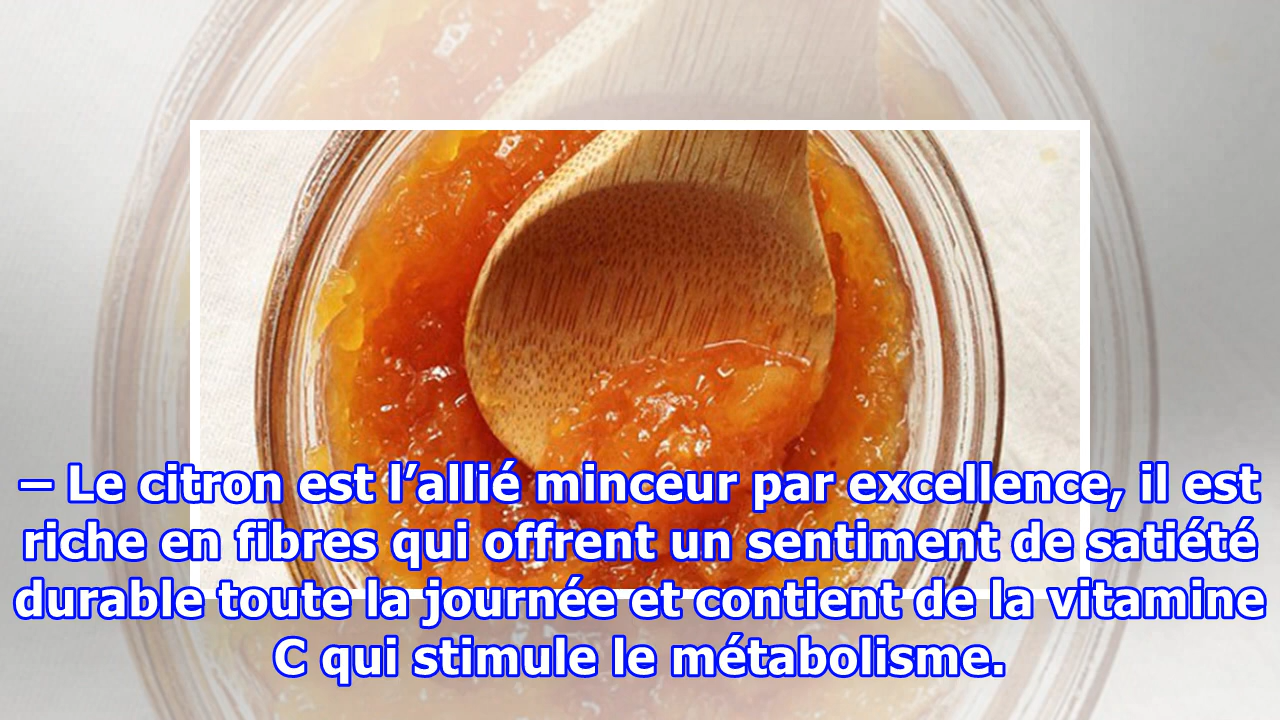 – Le citron est l’allié minceur par excellence, il est
riche en fibres qui offrent un sentiment de satiété
durable toute la journée et contient de la vitamine
C qui stimule le métabolisme.